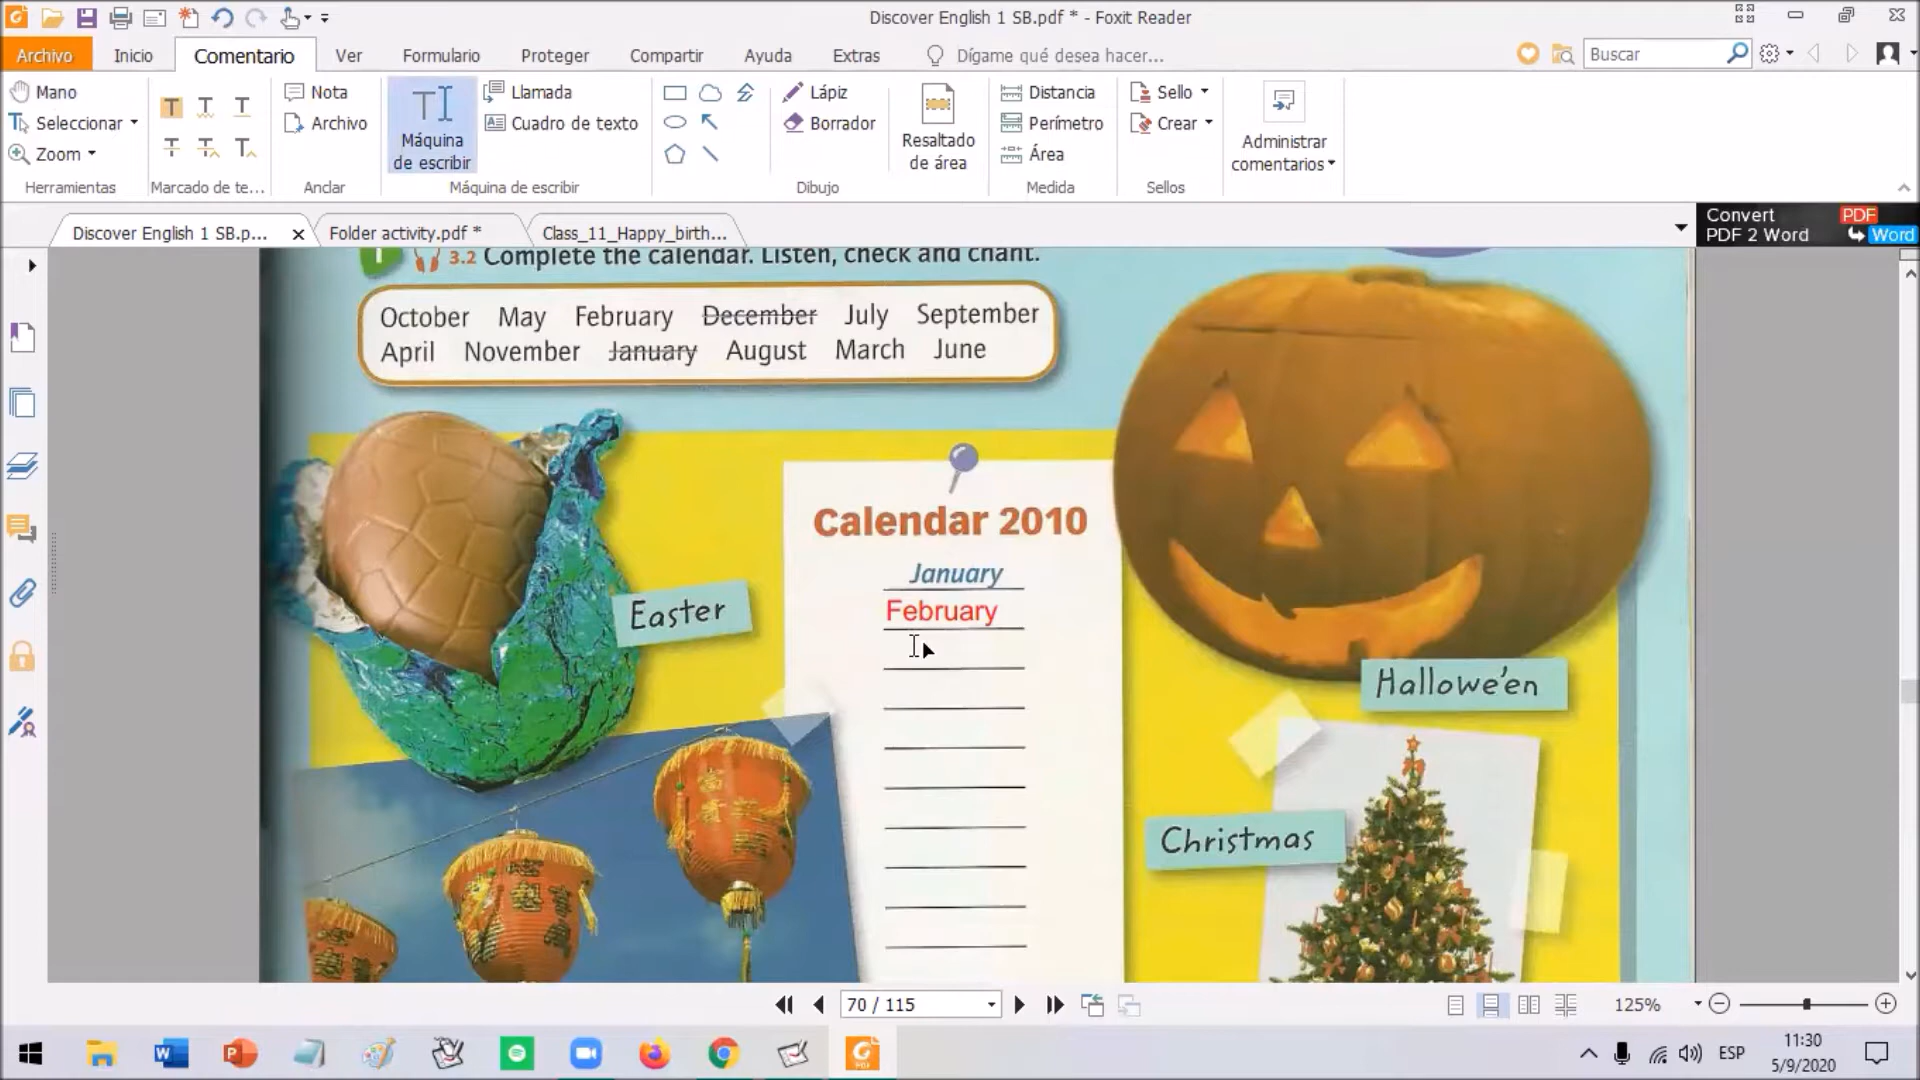 Discover English 1 SB.pdf * - Foxit Reader
Archivo Inicio Comentario Ver Formulario Proteger Compartir Ayuda Extras Dígame qué desea hacer... Buscar
Mano
Seleccionar
Zoom
Herramientas
Marcado de te...
Nota
Archivo
Anclar
Máquina
de escribir
Llamada
Cuadro de texto
Máquina de escribir
Lápiz
Borrador
Dibujo
Resaltado
de área
Distancia
Perímetro
Área
Medida
Sello
Crear
Sellos
Administrar
comentarios
Discover English 1 SB.p... Folder activity.pdf * Class_11_Happy_birth...
Convert PDF
PDF 2 Word Word
1 3.2 Complete the calendar. Listen, check and chant.
October May February December July September
April November January August March June
Calendar 2010
January
February
Easter
Hallowe'en
Christmas
70 / 115
125%
ESP
11:30
5/9/2020